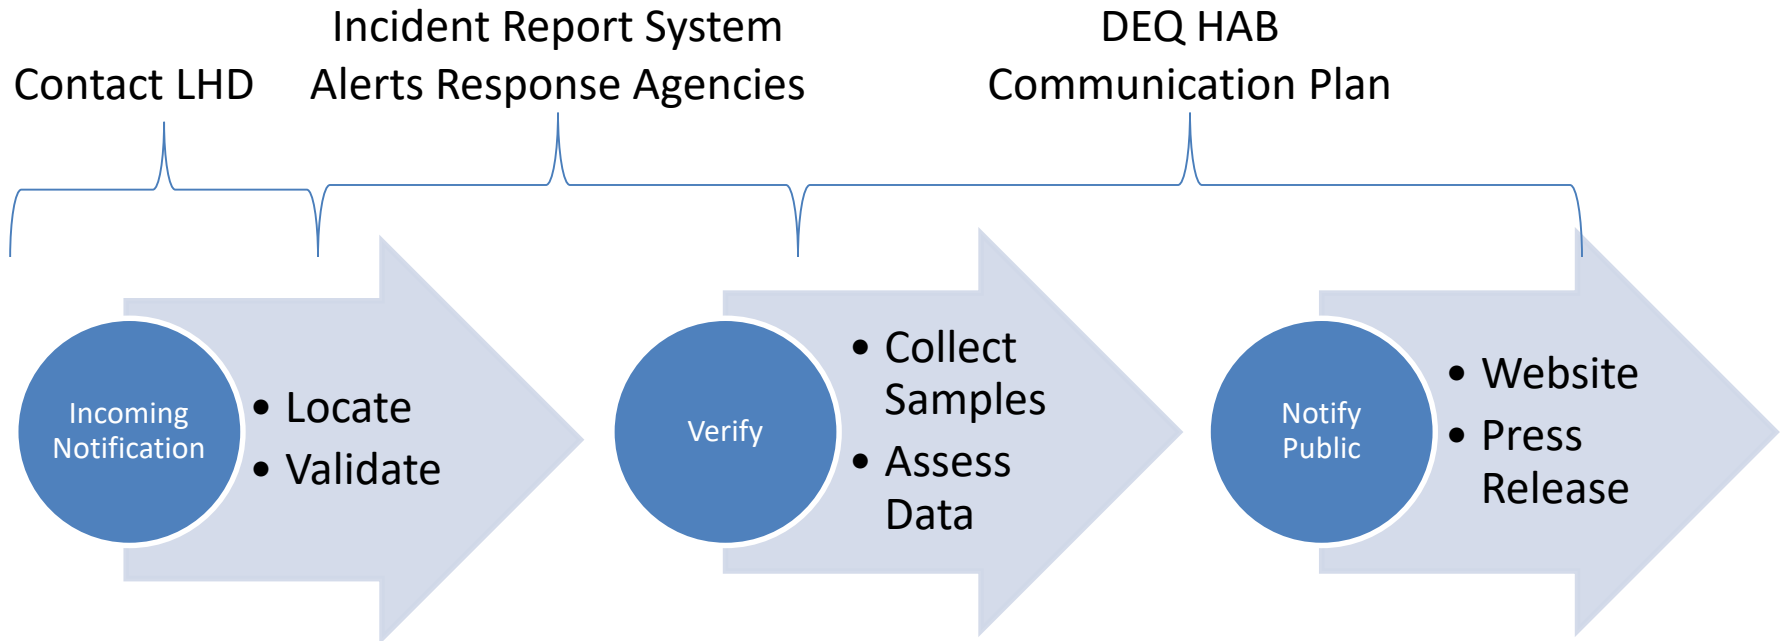 Contact LHD
Incident Report System
Alerts Response Agencies
DEQ HAB
Communication Plan
Incoming
Notification
• Locate
• Validate
Verify
• Collect
Samples
• Assess
Data
Notify
Public
• Website
• Press
Release